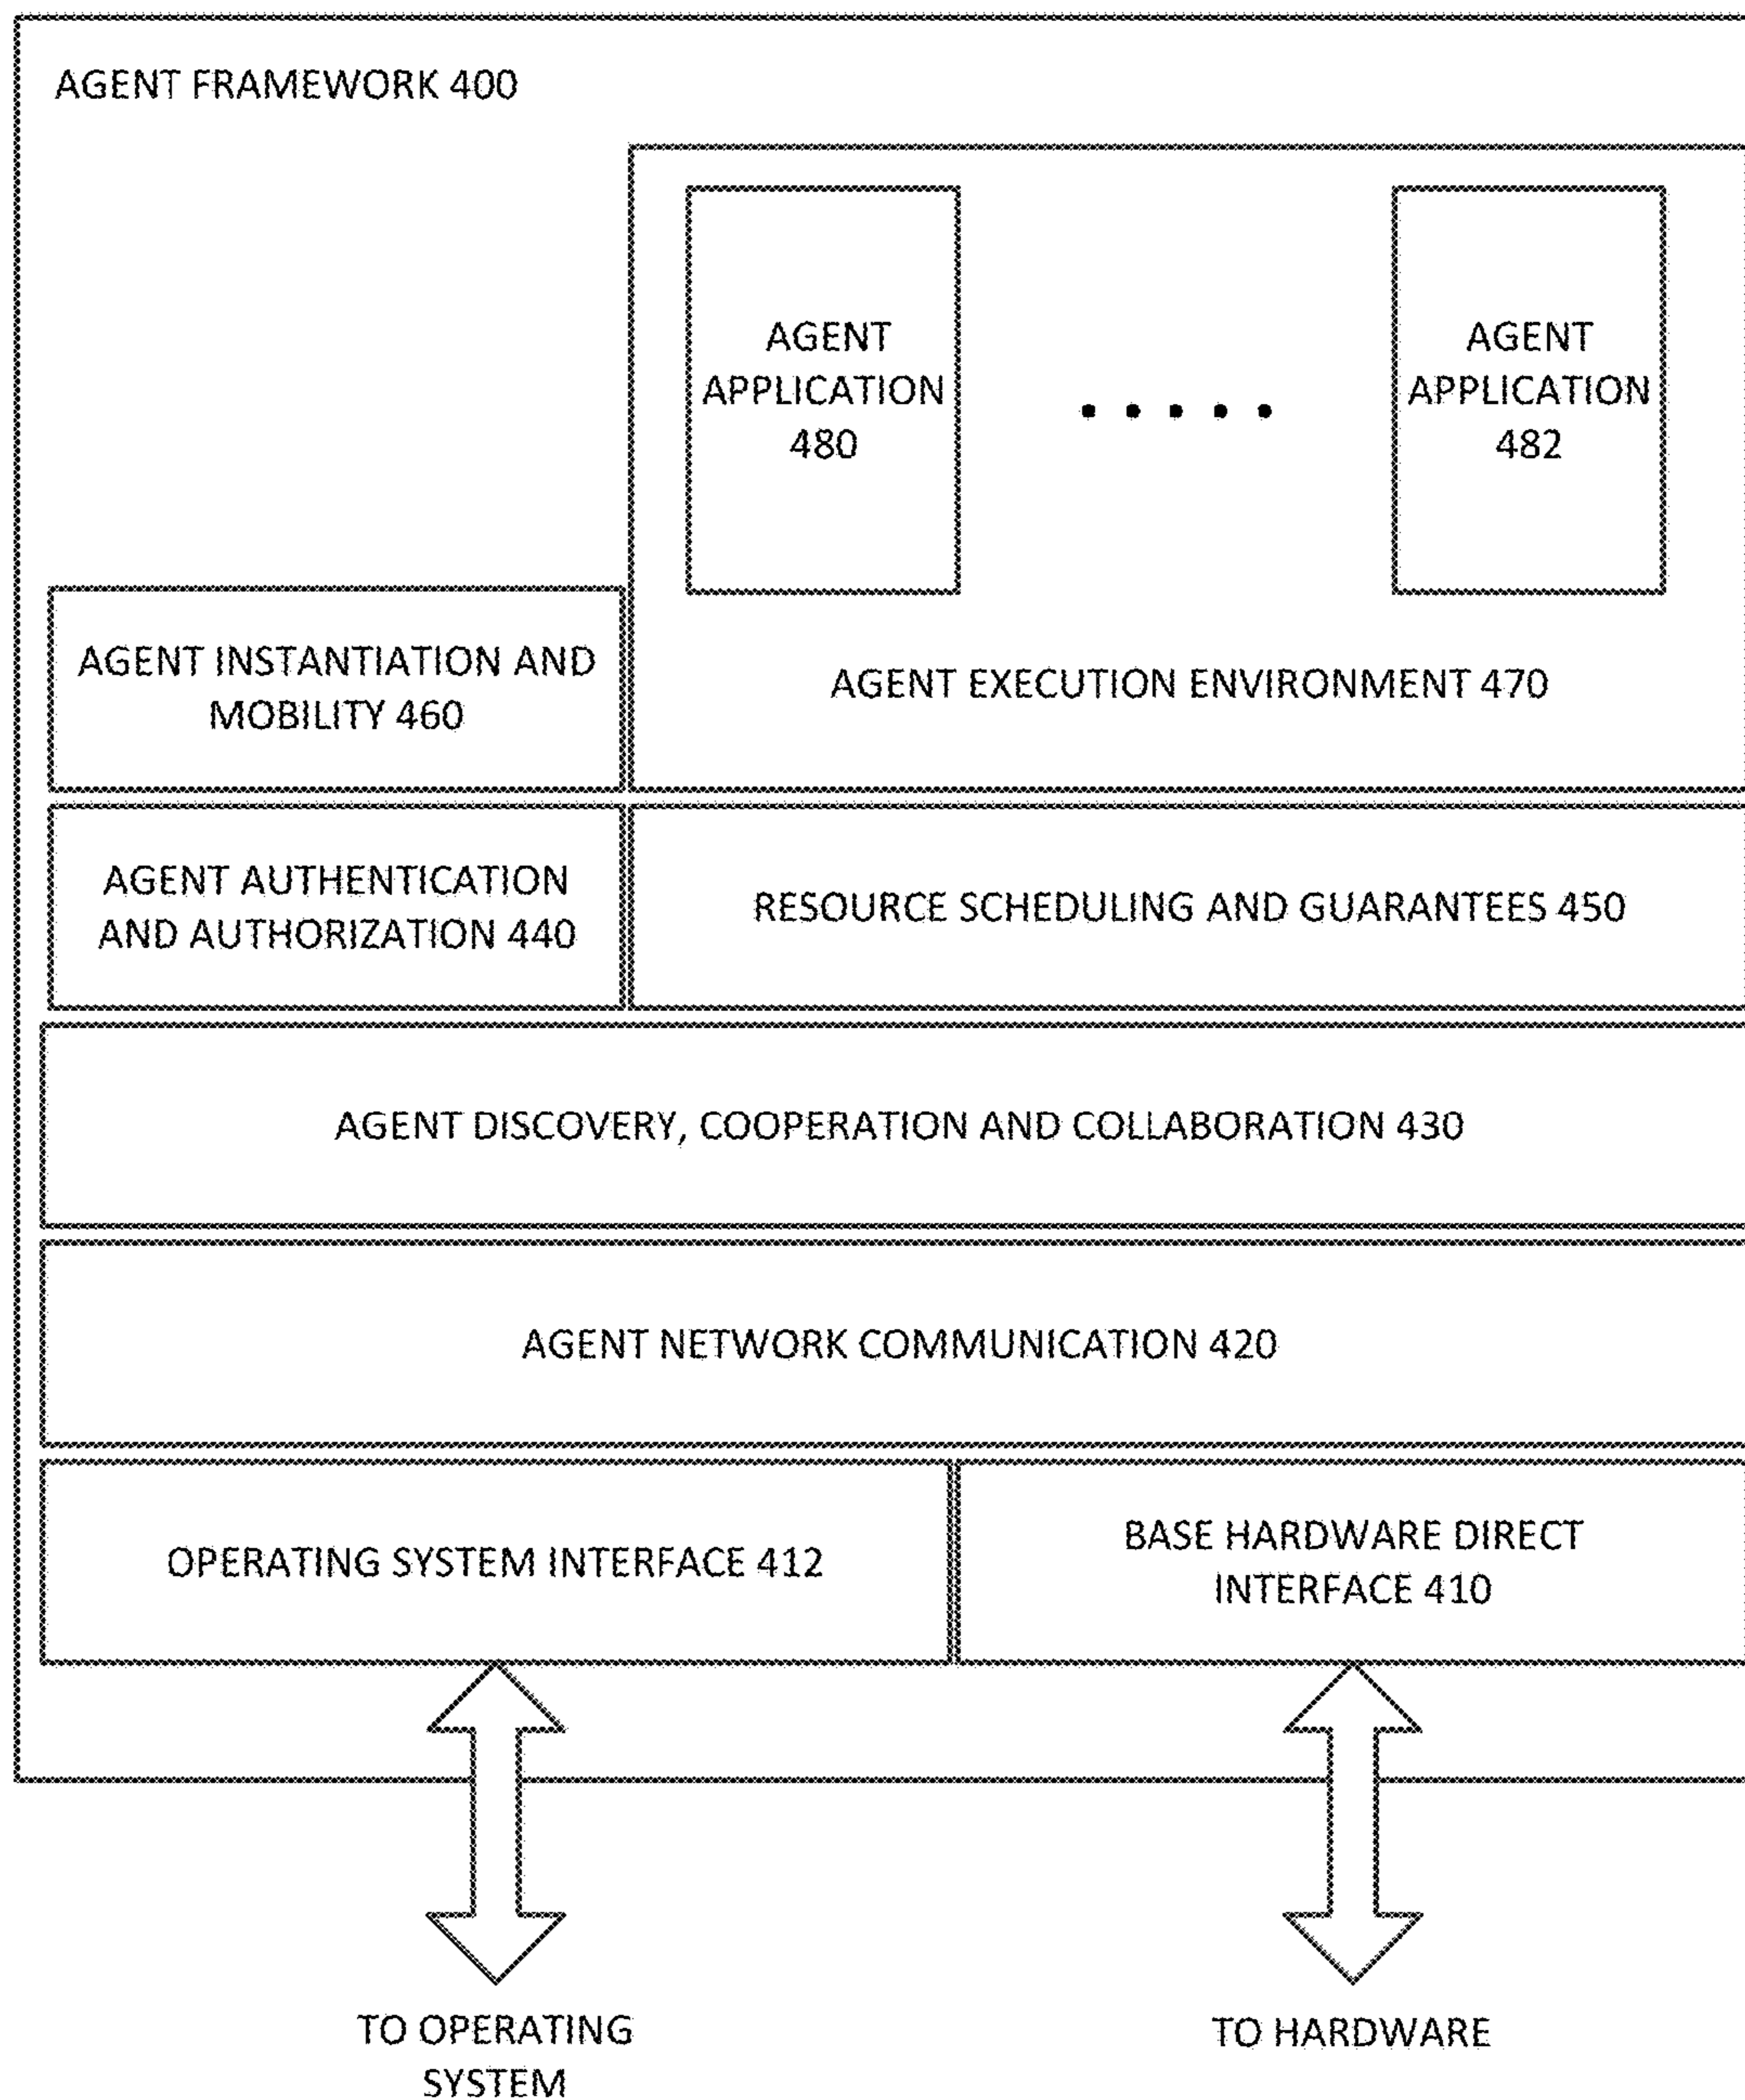 AGENT FRAMEWORK 400
AGENT
APPLICATION
480
AGENT
APPLICATION
482
AGENT INSTANTIATION AND
MOBILITY 460
AGENT EXECUTION ENVIRONMENT 470
AGENT AUTHENTICATION
AND AUTHORIZATION 440
RESOURCE SCHEDULING AND GUARANTEES 450
AGENT DISCOVERY, COOPERATION AND COLLABORATION 430
AGENT NETWORK COMMUNICATION 420
OPERATING SYSTEM INTERFACE 412
BASE HARDWARE DIRECT
INTERFACE 410
TO OPERATING
SYSTEM
TO HARDWARE